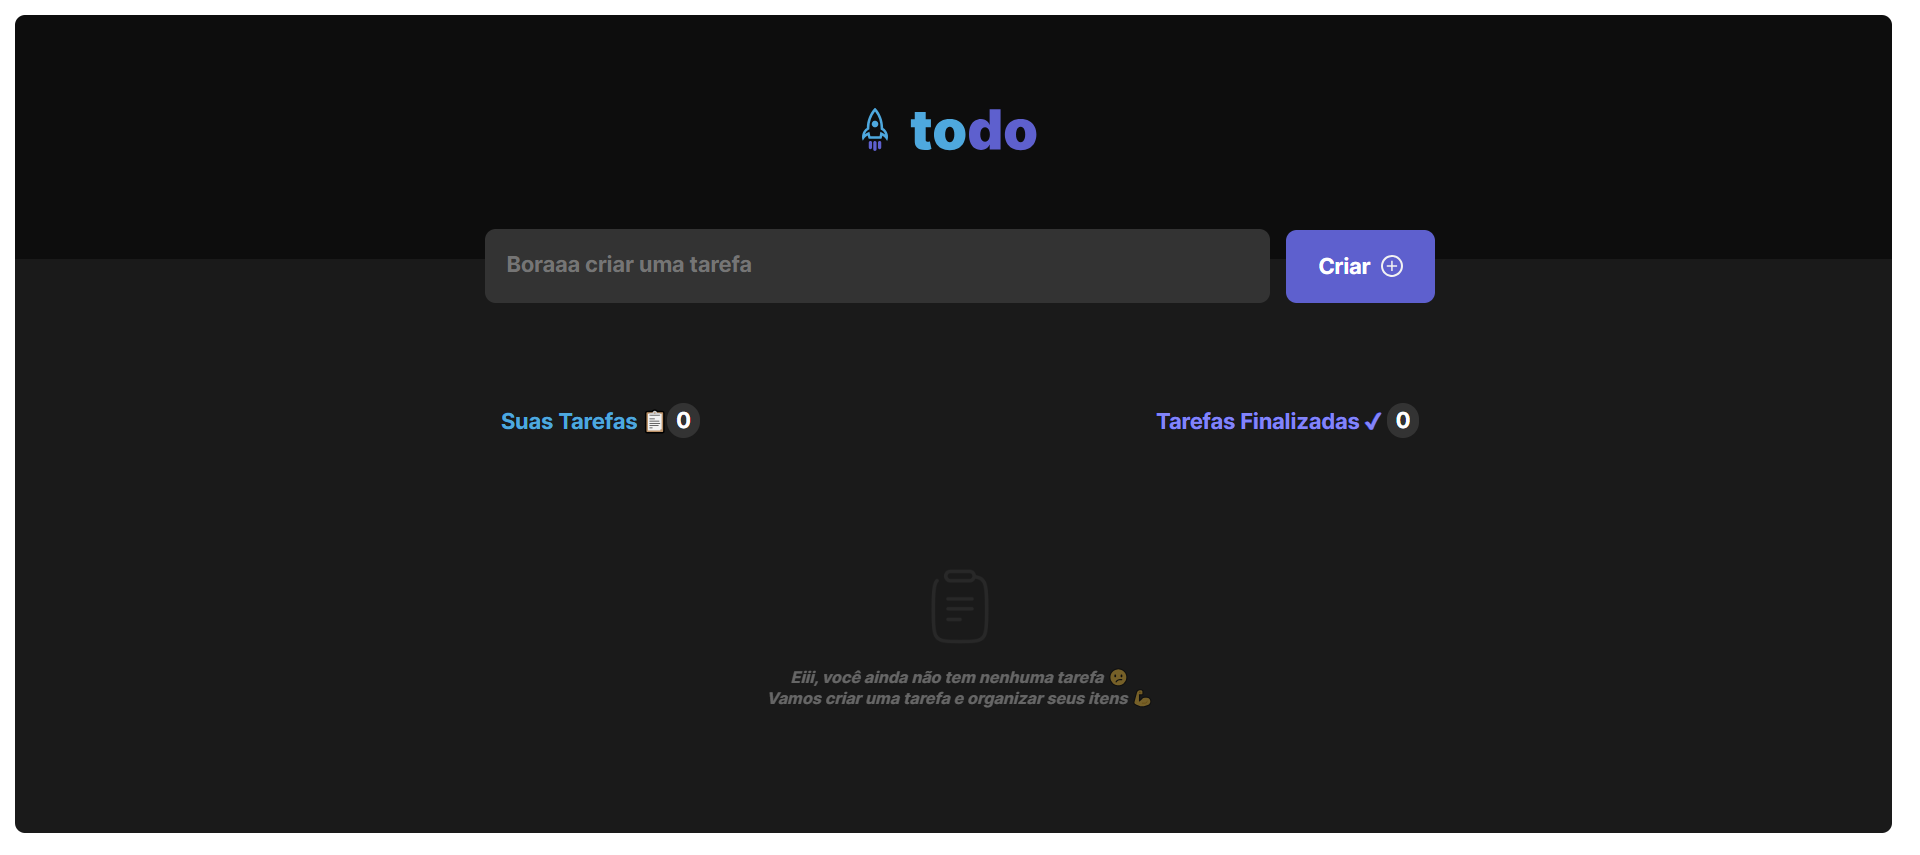 todo
Boraaa criar uma tarefa
Criar
Suas Tarefas 📋 0
Tarefas Finalizadas ✔ 0
Eiii, você ainda não tem nenhuma tarefa 😕
Vamos criar uma tarefa e organizar seus itens 💪